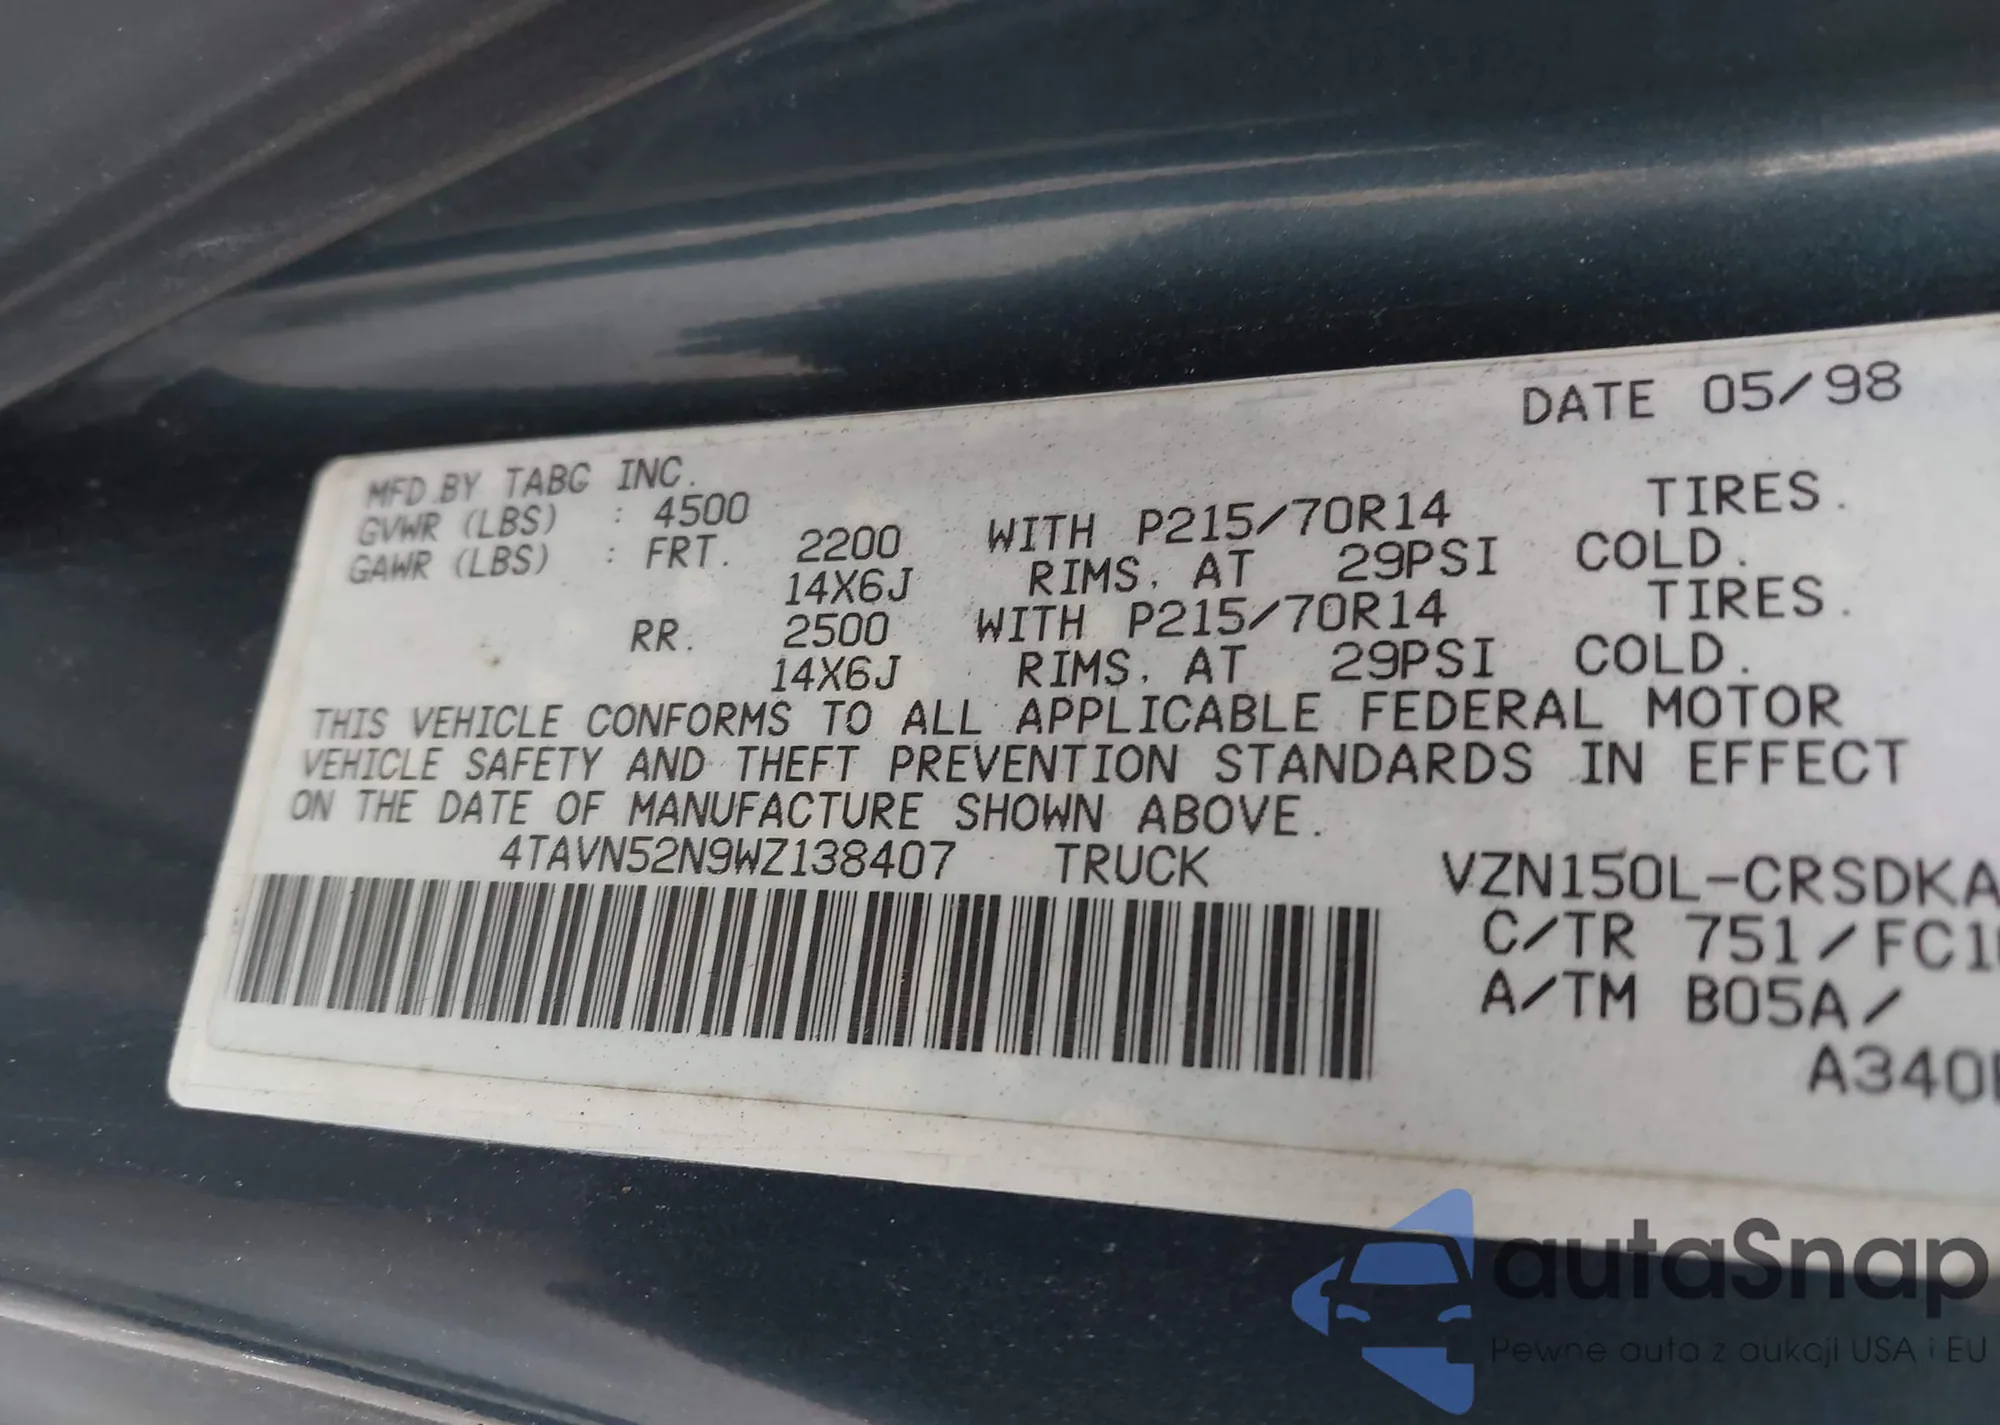 DATE 05/98
MFD.BY TABC INC.
GVWR (LBS) : 4500
GAWR (LBS) : FRT. 2200 WITH P215/70R14 TIRES.
14X6J RIMS, AT 29PSI COLD.
RR. 2500 WITH P215/70R14 TIRES.
14X6J RIMS, AT 29PSI COLD.
THIS VEHICLE CONFORMS TO ALL APPLICABLE FEDERAL MOTOR
VEHICLE SAFETY AND THEFT PREVENTION STANDARDS IN EFFECT
ON THE DATE OF MANUFACTURE SHOWN ABOVE.
4TAVN52N9WZ138407 TRUCK VZN150L-CRSDKA
C/TR 751/FC1
A/TM B05A/
A340
autaSnap
Pewne auta z aukcji USA i EU